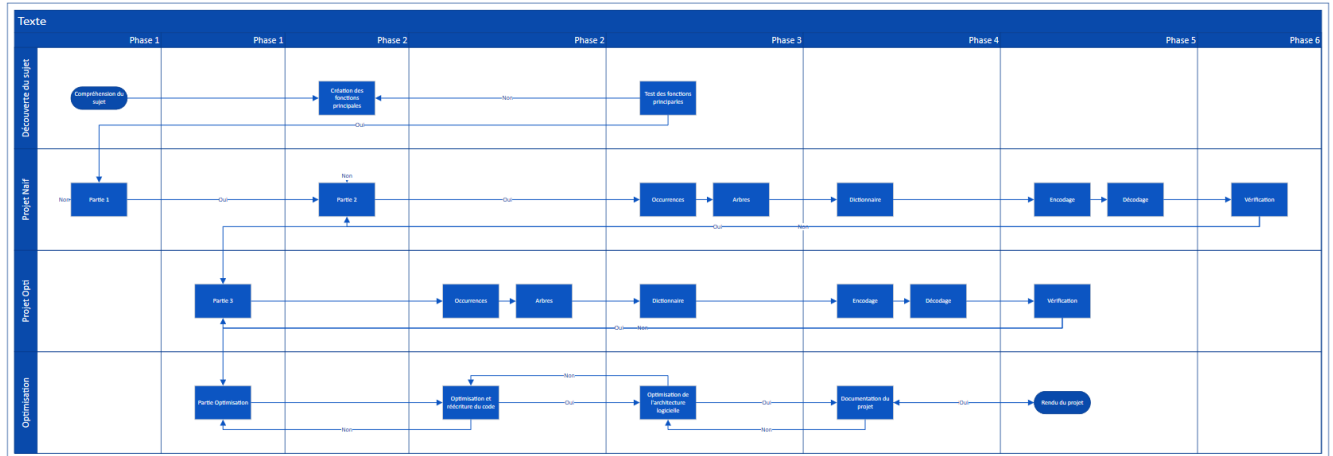 Texte
Phase 1
Phase 1
Phase 2
Phase 2
Phase 3
Phase 4
Phase 5
Phase 6
Découverte du sujet
Compréhension du
sujet
Création des
fonctions
principales
Non
Test des fonctions
principarles
Oui
Projet Naïf
Non
Partie 1
Oui
Non
Partie 2
Oui
Occurrences
Arbres
Dictionnaire
Encodage
Décodage
Vérification
Oui
Non
Projet Opti
Partie 3
Occurrences
Arbres
Dictionnaire
Encodage
Décodage
Vérification
Oui
Non
Optimisation
Non
Partie Optimisation
Optimisation et
réécriture du code
Oui
Optimisation de
l'architecture
logicielle
Oui
Documentation du
projet
Oui
Rendu du projet
Non
Non